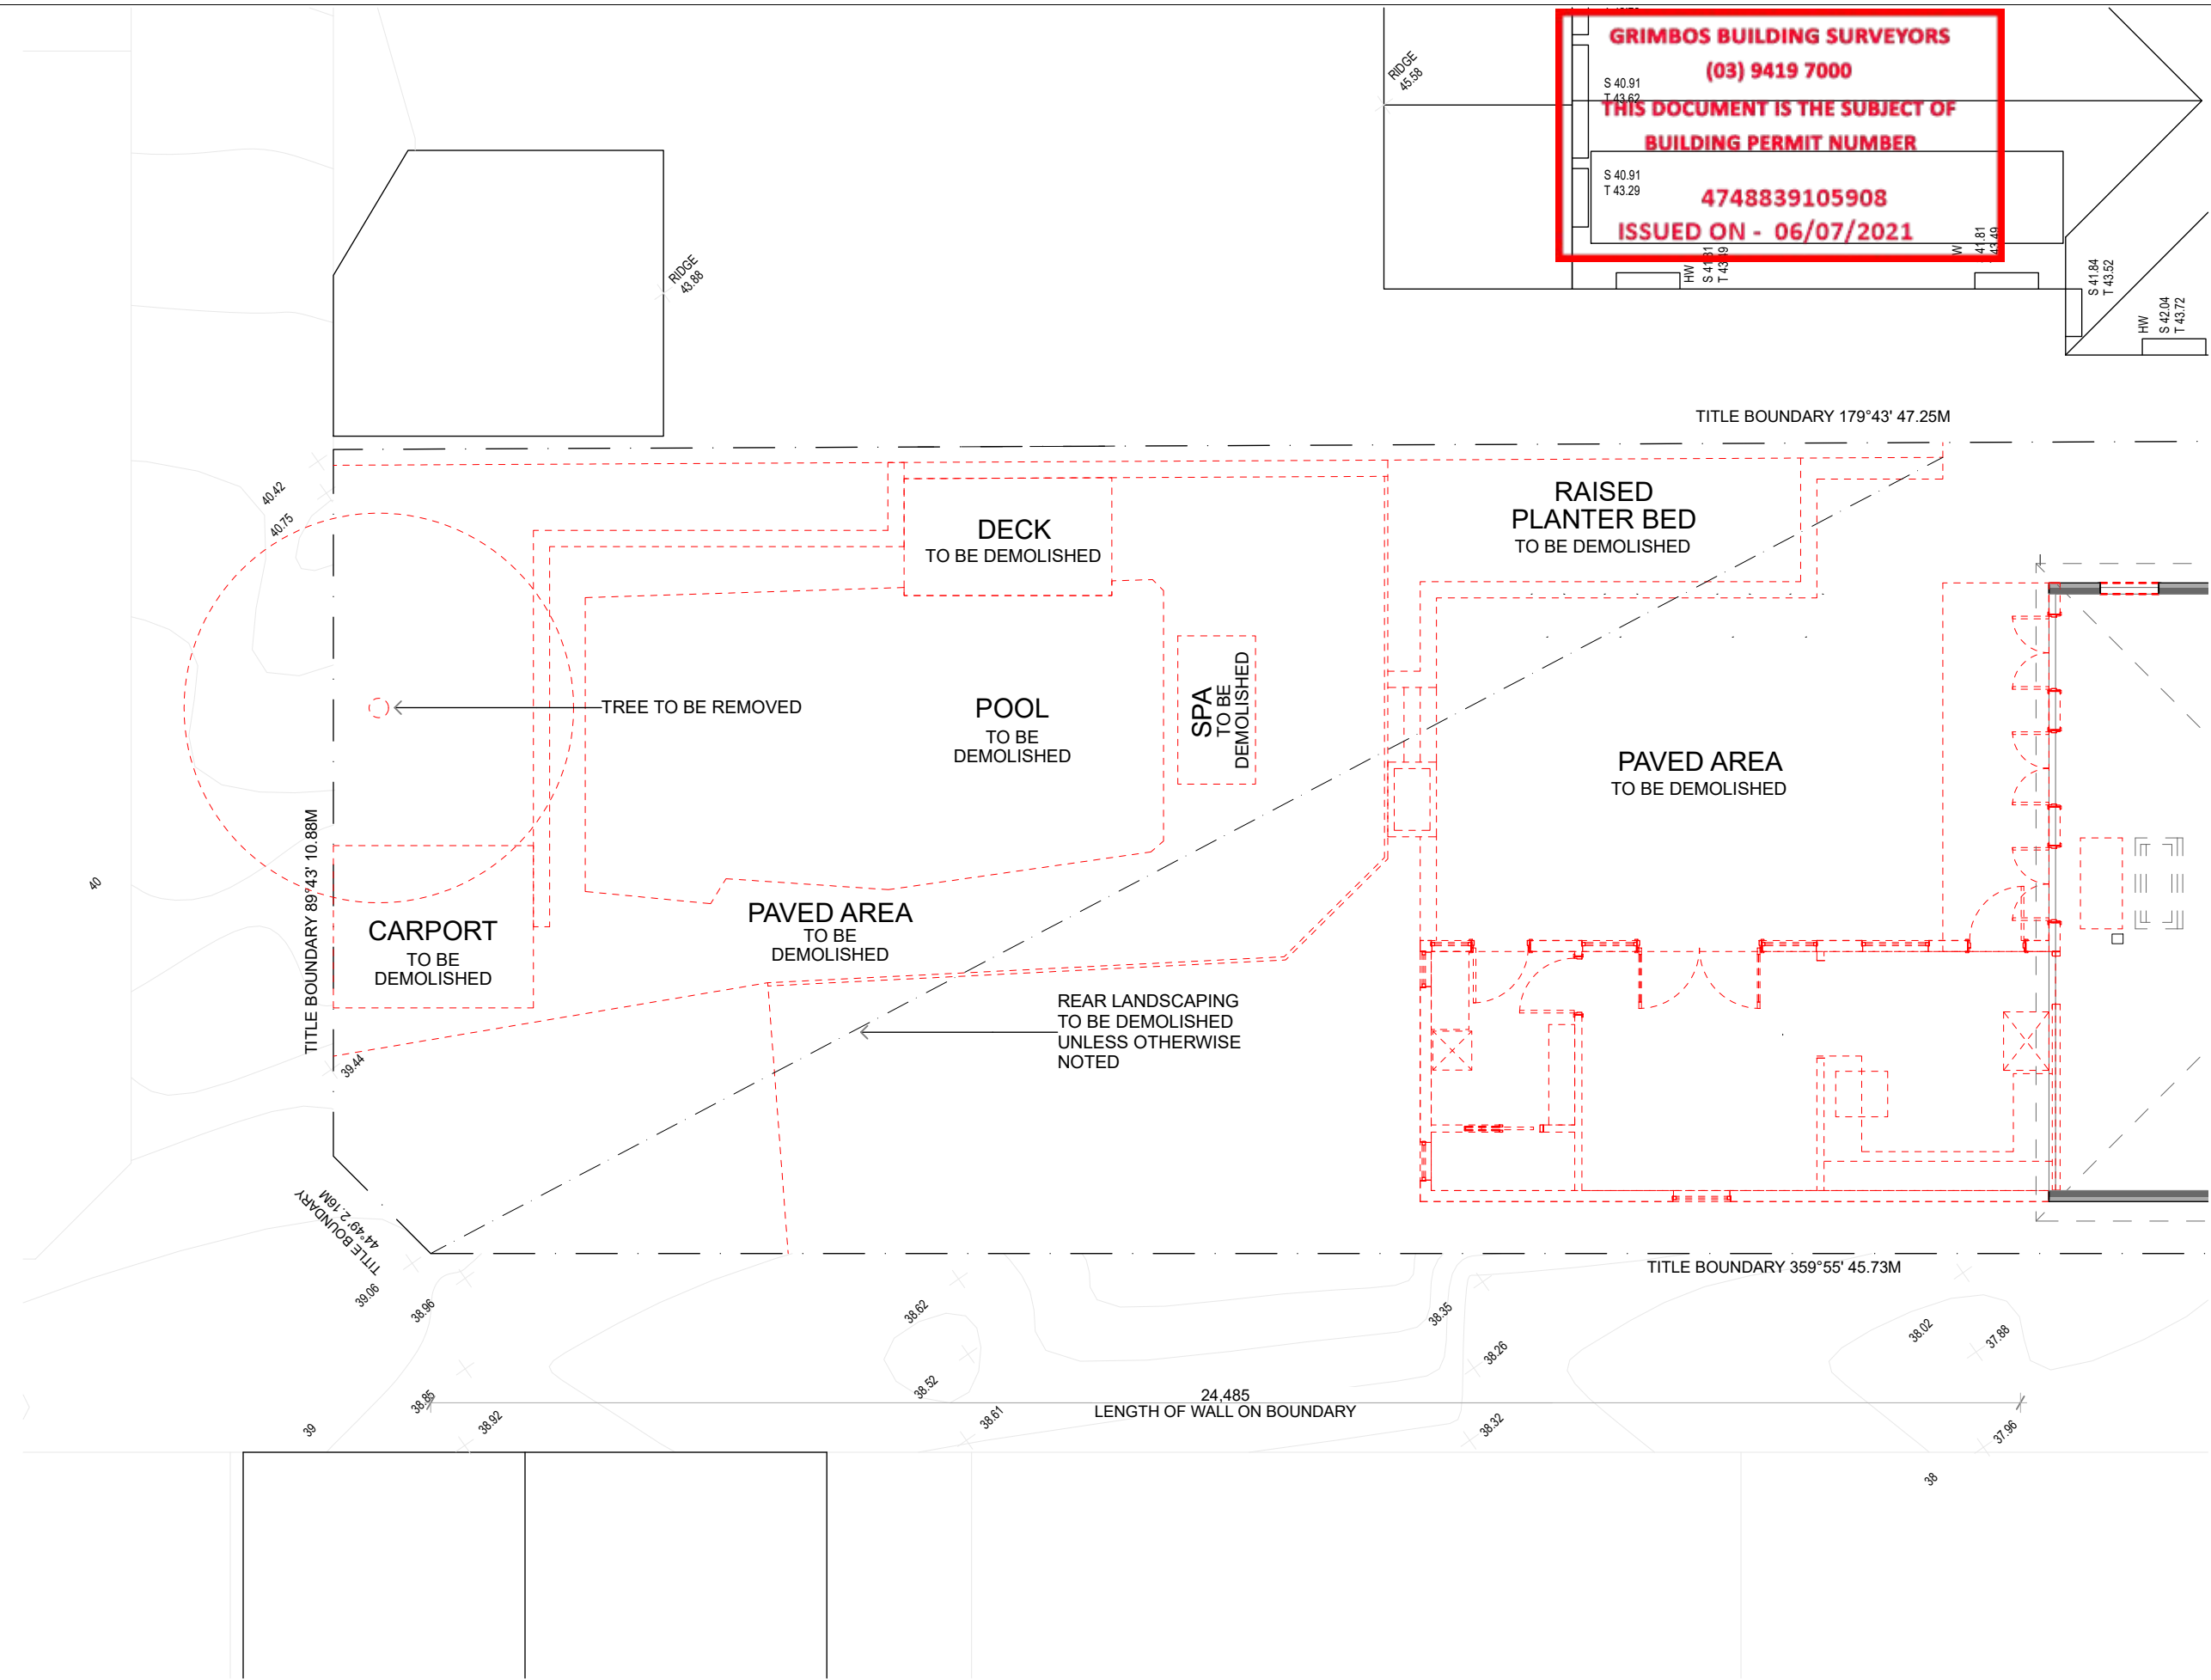 GRIMBOS BUILDING SURVEYORS
(03) 9419 7000
THIS DOCUMENT IS THE SUBJECT OF
BUILDING PERMIT NUMBER
4748839105908
ISSUED ON - 06/07/2021
RIDGE
45.58
S 40.91
T 43.62
S 40.91
T 43.29
HW
S 41.81
T 43.49
W
41.81
43.49
S 41.84
T 43.52
HW
S 42.04
T 43.72
RIDGE
43.88
TITLE BOUNDARY 179°43' 47.25M
40.42
40.75
DECK
TO BE DEMOLISHED
RAISED
PLANTER BED
TO BE DEMOLISHED
TREE TO BE REMOVED
POOL
TO BE
DEMOLISHED
SPA
TO BE
DEMOLISHED
PAVED AREA
TO BE DEMOLISHED
TITLE BOUNDARY 89°43' 10.88M
40
CARPORT
TO BE
DEMOLISHED
PAVED AREA
TO BE
DEMOLISHED
REAR LANDSCAPING
TO BE DEMOLISHED
UNLESS OTHERWISE
NOTED
39.44
TITLE BOUNDARY
44°49' 2.16M
39.06
38.96
TITLE BOUNDARY 359°55' 45.73M
38.62
38.35
38.02
37.88
38.26
38.52
38.85
38.92
24,485
LENGTH OF WALL ON BOUNDARY
38.61
38.32
37.96
39
38